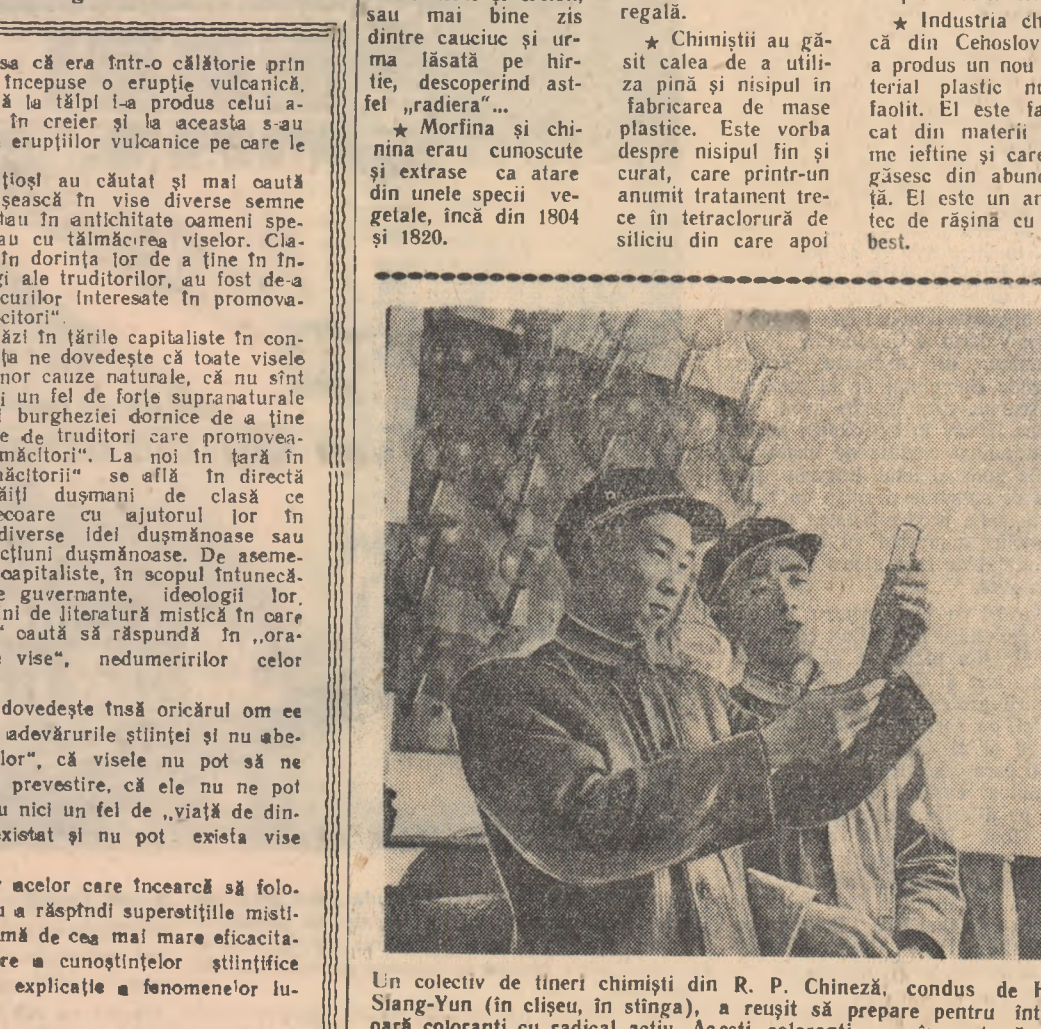 sa că era într-o călătorie prin
începuse o erupție vulcanică,
ă la tălpi i-a produs celui a-
în creier și la aceasta s-au
erupțiilor vulcanice pe care le
țioși au căutat și mai caută
șească în vise diverse semne
tau în antichitate oameni spe-
au cu tălmăcirea viselor. Cla-
în dorința lor de a ține în în-
gi ale truditorilor, au fost de-a
curilor interesate în promova-
citori".
ăzi în țările capitaliste în con-
ța ne dovedește că toate visele
nor cauze naturale, că nu sînt
i un fel de forțe supranaturale
i burgheziei dornice de a ține
e de truditori care promovea-
măcitori". La noi în țară în
măcitorii" se află în directă
ăiți dușmani de clasă ce
ecoare cu ajutorul lor în
diverse idei dușmănoase sau
cțiuni dușmănoase. De aseme-
capitaliste, în scopul întunecă-
e guvernante, ideologii lor,
ni de literatură mistică în care
" caută să răspundă în „ora-
e vise", nedumeririlor celor
dovedește însă oricărui om ce
adevărurile științei și nu abe-
lor", că visele nu pot să ne
prevestire, că ele nu ne pot
u nici un fel de „viață de din-
existat și nu pot exista vise
r acelor care încearcă să folo-
u a răspîndi superstițiile misti-
mă de cea mai mare eficacita-
re a cunoștințelor științifice
explicație a fenomenelor lu-
sau mai bine zis
dintre cauciuc și ur-
ma lăsată pe hîr-
tie, descoperind ast-
fel „radiera"...
★ Morfina și chi-
nina erau cunoscute
și extrase ca atare
din unele specii ve-
getale, încă din 1804
și 1820.
regală.
★ Chimiștii au gă-
sit calea de a utili-
za pînă și nisipul în
fabricarea de mase
plastice. Este vorba
despre nisipul fin și
curat, care printr-un
anumit tratament tre-
ce în tetraclorură de
siliciu din care apoi
★ Industria ch
că din Cehoslov
a produs un nou
terial plastic nu
faolit. El este fa
cat din materii
me ieftine și care
găsesc din abund
ță. El este un am
tec de rășină cu
best.
Un colectiv de tineri chimiști din R. P. Chineză, condus de H
Siang-Yun (în clișeu, în stînga), a reușit să prepare pentru înt
oară coloranți cu radical activ. Acești coloranți